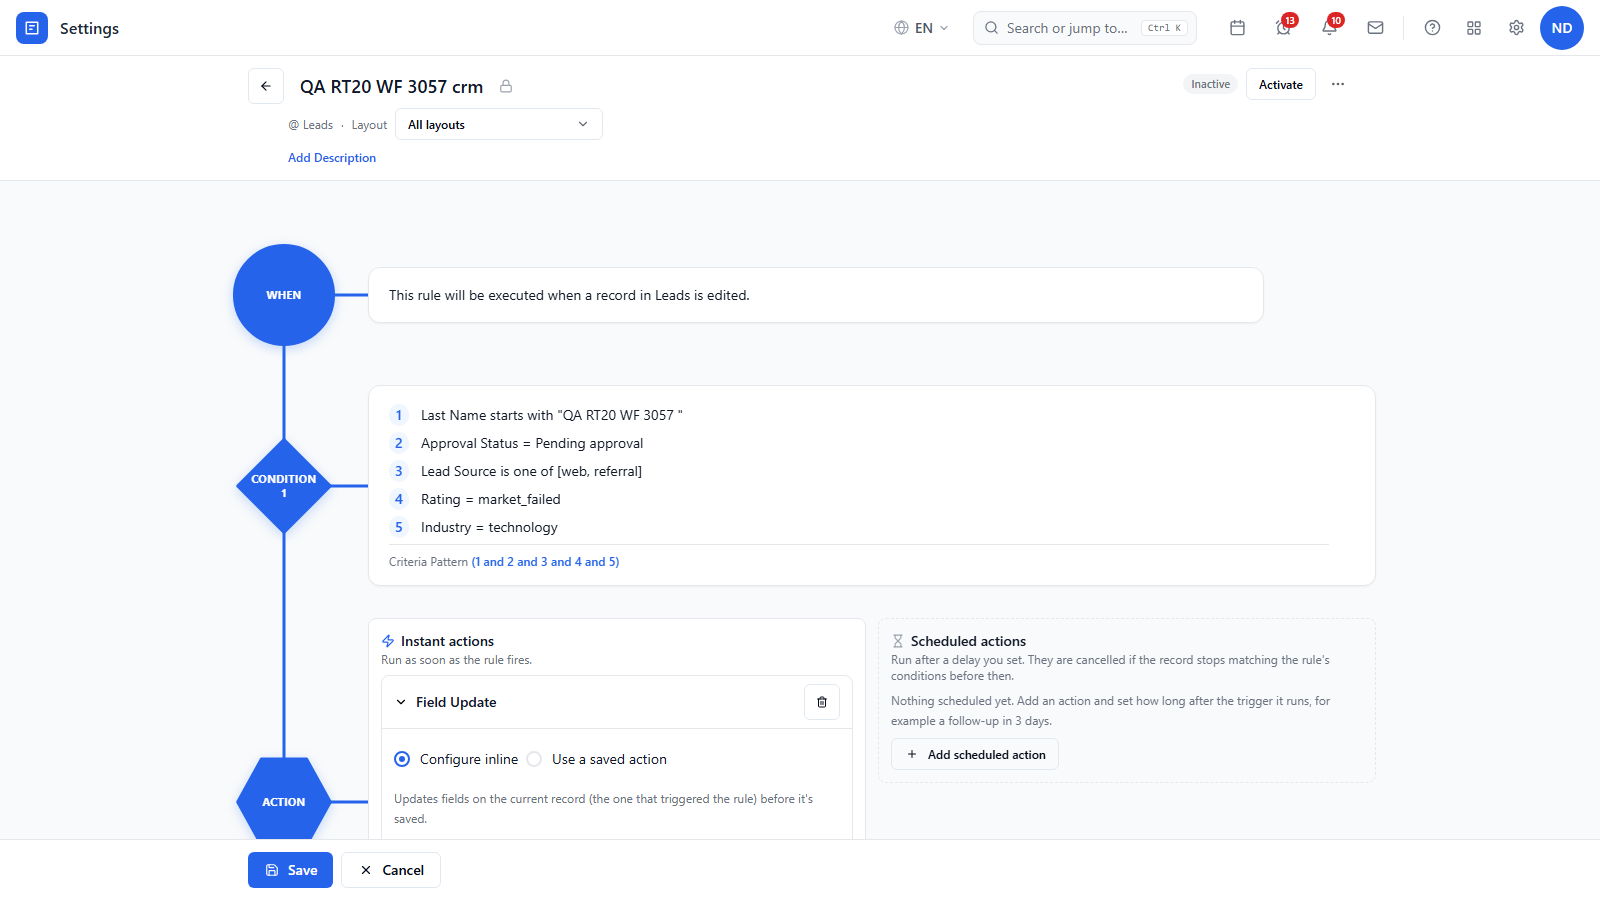 Settings
EN
Search or jump to...
Ctrl K
13
10
ND
QA RT20 WF 3057 crm
Inactive
Activate
@ Leads · Layout
All layouts
Add Description
WHEN
This rule will be executed when a record in Leads is edited.
CONDITION
1
1 Last Name starts with "QA RT20 WF 3057 "
2 Approval Status = Pending approval
3 Lead Source is one of [web, referral]
4 Rating = market_failed
5 Industry = technology
Criteria Pattern (1 and 2 and 3 and 4 and 5)
ACTION
Instant actions
Run as soon as the rule fires.
Field Update
Configure inline
Use a saved action
Updates fields on the current record (the one that triggered the rule) before it's
saved.
Scheduled actions
Run after a delay you set. They are cancelled if the record stops matching the rule's
conditions before then.
Nothing scheduled yet. Add an action and set how long after the trigger it runs, for
example a follow-up in 3 days.
Add scheduled action
Save
Cancel